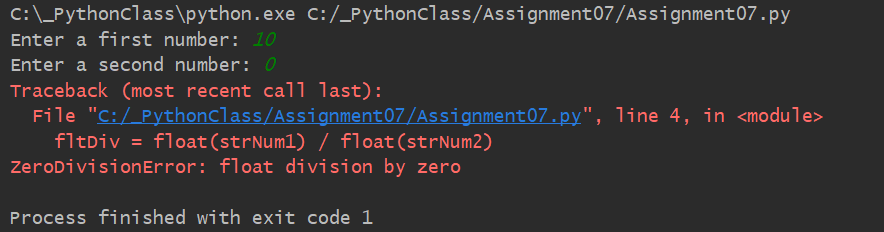 C:\_PythonClass\python.exe C:/_PythonClass/Assignment07/Assignment07.py
Enter a first number: 10
Enter a second number: 0
Traceback (most recent call last):
  File "C:/_PythonClass/Assignment07/Assignment07.py", line 4, in <module>
    fltDiv = float(strNum1) / float(strNum2)
ZeroDivisionError: float division by zero

Process finished with exit code 1